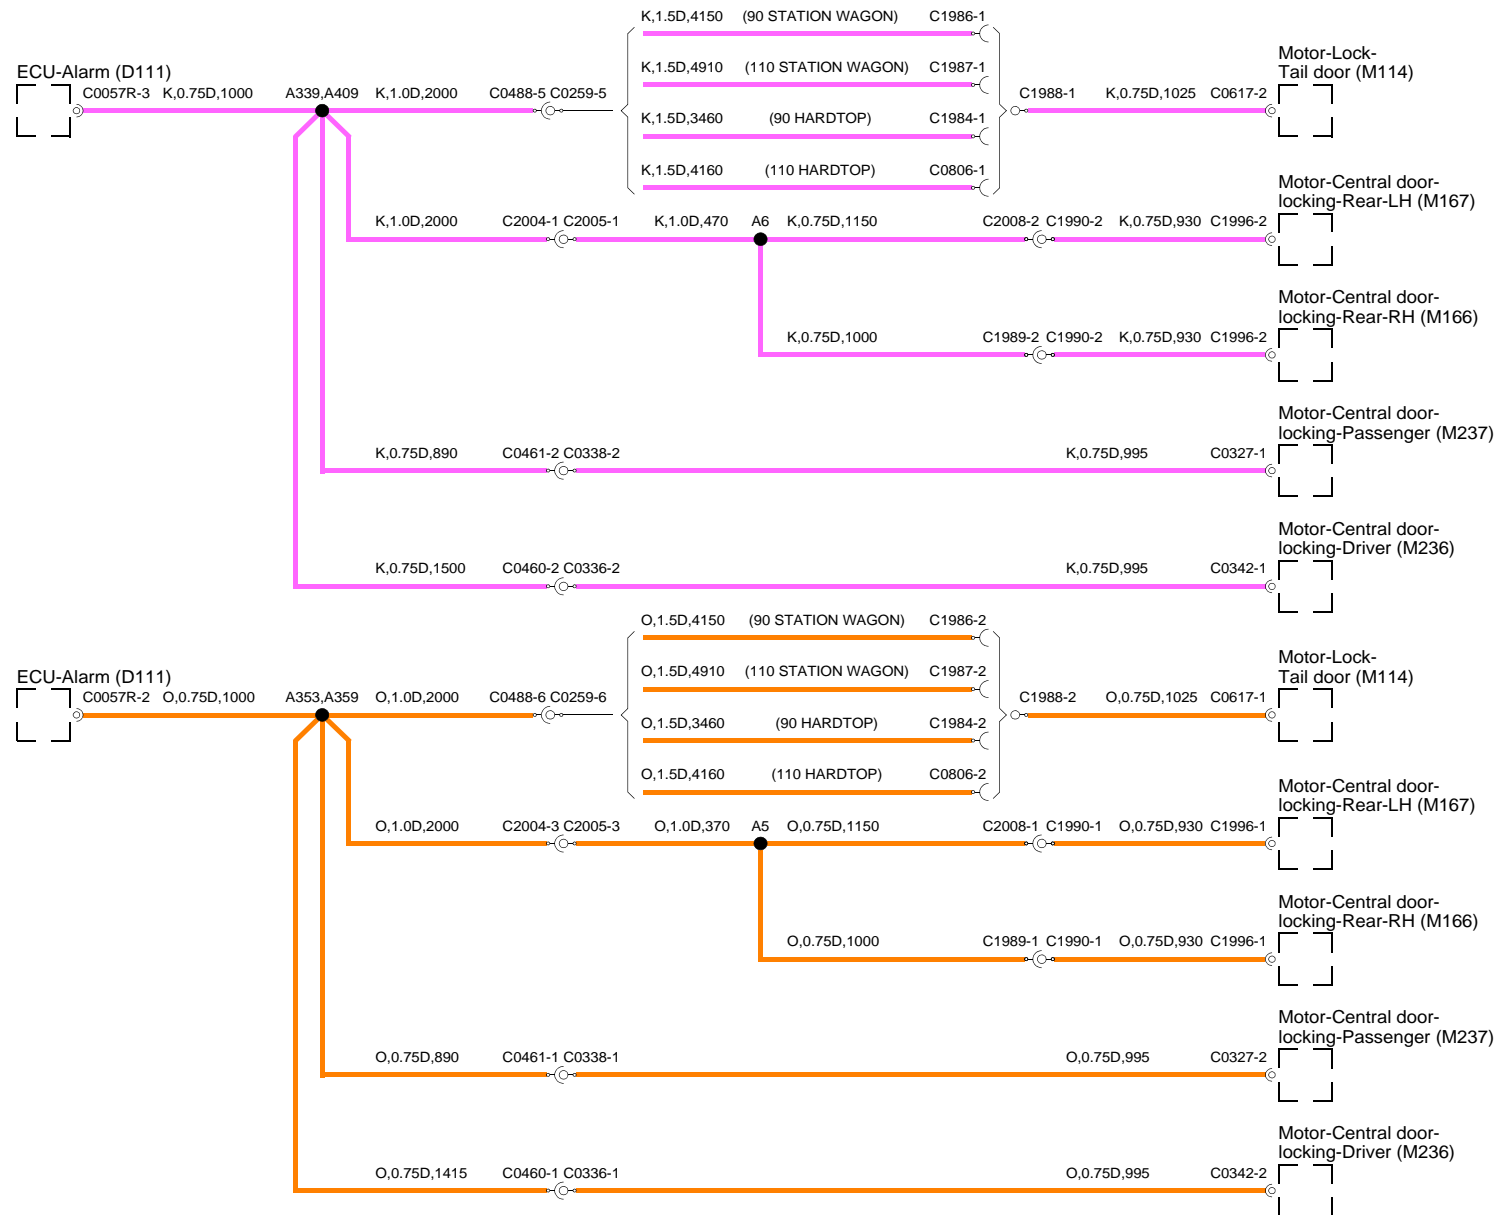 K,1.5D,4150 (90 STATION WAGON) C1986-1
Motor-Lock-
Tail door (M114)
ECU-Alarm (D111)
K,1.5D,4910 (110 STATION WAGON) C1987-1
C0057R-3 K,0.75D,1000 A339,A409 K,1.0D,2000 C0488-5 C0259-5 C1988-1 K,0.75D,1025 C0617-2
K,1.5D,3460 (90 HARDTOP) C1984-1
K,1.5D,4160 (110 HARDTOP) C0806-1
Motor-Central door-
locking-Rear-LH (M167)
K,1.0D,2000 C2004-1 C2005-1 K,1.0D,470 A6 K,0.75D,1150 C2008-2 C1990-2 K,0.75D,930 C1996-2
Motor-Central door-
locking-Rear-RH (M166)
K,0.75D,1000 C1989-2 C1990-2 K,0.75D,930 C1996-2
Motor-Central door-
locking-Passenger (M237)
K,0.75D,890 C0461-2 C0338-2 K,0.75D,995 C0327-1
Motor-Central door-
locking-Driver (M236)
K,0.75D,1500 C0460-2 C0336-2 K,0.75D,995 C0342-1
O,1.5D,4150 (90 STATION WAGON) C1986-2
Motor-Lock-
Tail door (M114)
ECU-Alarm (D111)
O,1.5D,4910 (110 STATION WAGON) C1987-2
C0057R-2 O,0.75D,1000 A353,A359 O,1.0D,2000 C0488-6 C0259-6 C1988-2 O,0.75D,1025 C0617-1
O,1.5D,3460 (90 HARDTOP) C1984-2
O,1.5D,4160 (110 HARDTOP) C0806-2
Motor-Central door-
locking-Rear-LH (M167)
O,1.0D,2000 C2004-3 C2005-3 O,1.0D,370 A5 O,0.75D,1150 C2008-1 C1990-1 O,0.75D,930 C1996-1
Motor-Central door-
locking-Rear-RH (M166)
O,0.75D,1000 C1989-1 C1990-1 O,0.75D,930 C1996-1
Motor-Central door-
locking-Passenger (M237)
O,0.75D,890 C0461-1 C0338-1 O,0.75D,995 C0327-2
Motor-Central door-
locking-Driver (M236)
O,0.75D,1415 C0460-1 C0336-1 O,0.75D,995 C0342-2